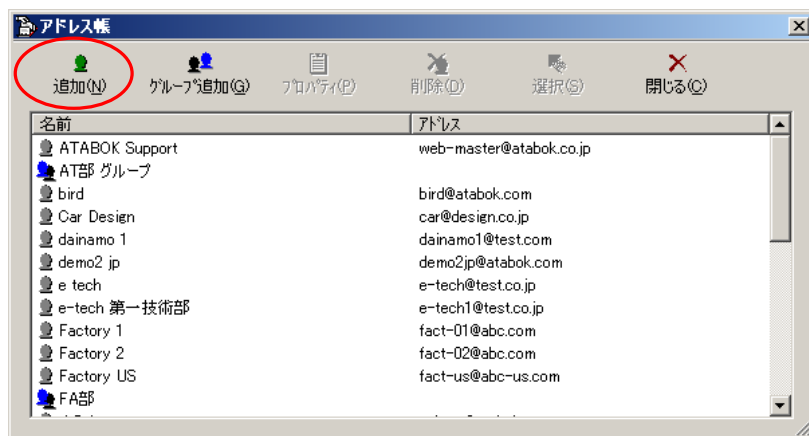 アドレス帳
追加(N) グループ追加(G) プロパティ(P) 削除(D) 選択(S) 閉じる(C)
名前 アドレス
ATABOK Support web-master@atabok.co.jp
AT部 グループ
bird bird@atabok.com
Car Design car@design.co.jp
dainamo 1 dainamo1@test.com
demo2 jp demo2jp@atabok.com
e tech e-tech@test.co.jp
e-tech 第一技術部 e-tech1@test.co.jp
Factory 1 fact-01@abc.com
Factory 2 fact-02@abc.com
Factory US fact-us@abc-us.com
FA部